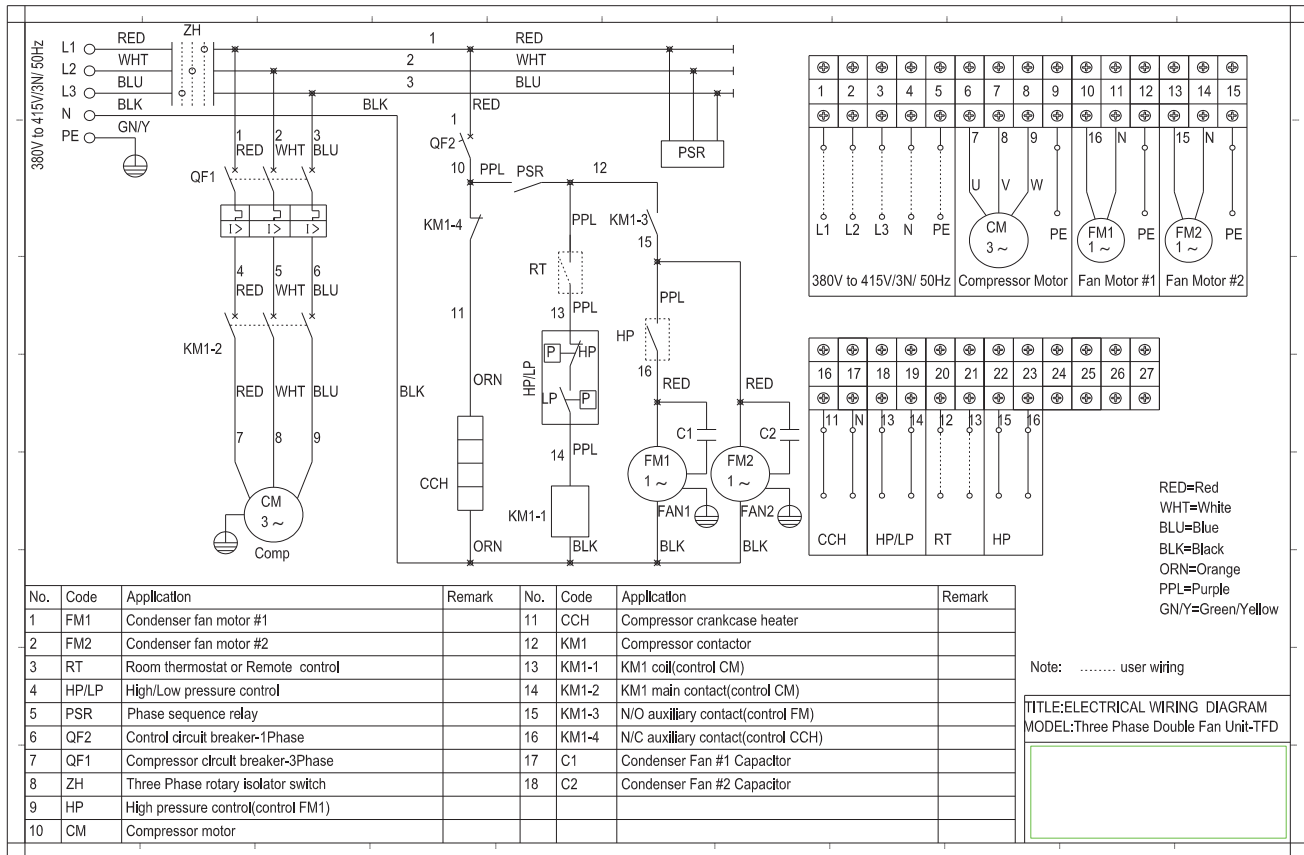 380V to 415V/3N/ 50Hz
L1 RED ZH 1 RED
L2 WHT 2 WHT
L3 BLU 3 BLU
N BLK BLK RED
PE GN/Y
1 2 3
RED WHT BLU
QF1
I> I> I>
4 5 6
RED WHT BLU
KM1-2
RED WHT BLU
7 8 9
CM
3 ~
Comp
BLK
1
QF2
10 PPL PSR 12
PSR
KM1-4
11
ORN
CCH
ORN
PPL
RT
PPL
13
HP/LP
P HP
LP P
14 PPL
KM1-1
BLK
KM1-3
15
PPL
HP
16
RED RED
C1 C2
FM1
1 ~
FM2
1 ~
FAN1 FAN2
BLK BLK
1 2 3 4 5 6 7 8 9 10 11 12 13 14 15
7 8 9 16 N 15 N
U V W
L1 L2 L3 N PE
CM
3 ~
PE
FM1
1 ~
PE
FM2
1 ~
PE
380V to 415V/3N/ 50Hz Compressor Motor Fan Motor #1 Fan Motor #2
16 17 18 19 20 21 22 23 24 25 26 27
11 N 13 14 12 13 15 16
CCH HP/LP RT HP
RED=Red
WHT=White
BLU=Blue
BLK=Black
ORN=Orange
PPL=Purple
GN/Y=Green/Yellow
Note: ........ user wiring
No. Code Application Remark No. Code Application Remark
1 FM1 Condenser fan motor #1 11 CCH Compressor crankcase heater
2 FM2 Condenser fan motor #2 12 KM1 Compressor contactor
3 RT Room thermostat or Remote control 13 KM1-1 KM1 coil(control CM)
4 HP/LP High/Low pressure control 14 KM1-2 KM1 main contact(control CM)
5 PSR Phase sequence relay 15 KM1-3 N/O auxiliary contact(control FM)
6 QF2 Control circuit breaker-1Phase 16 KM1-4 N/C auxiliary contact(control CCH)
7 QF1 Compressor circuit breaker-3Phase 17 C1 Condenser Fan #1 Capacitor
8 ZH Three Phase rotary isolator switch 18 C2 Condenser Fan #2 Capacitor
9 HP High pressure control(control FM1)
10 CM Compressor motor
TITLE:ELECTRICAL WIRING DIAGRAM
MODEL:Three Phase Double Fan Unit-TFD